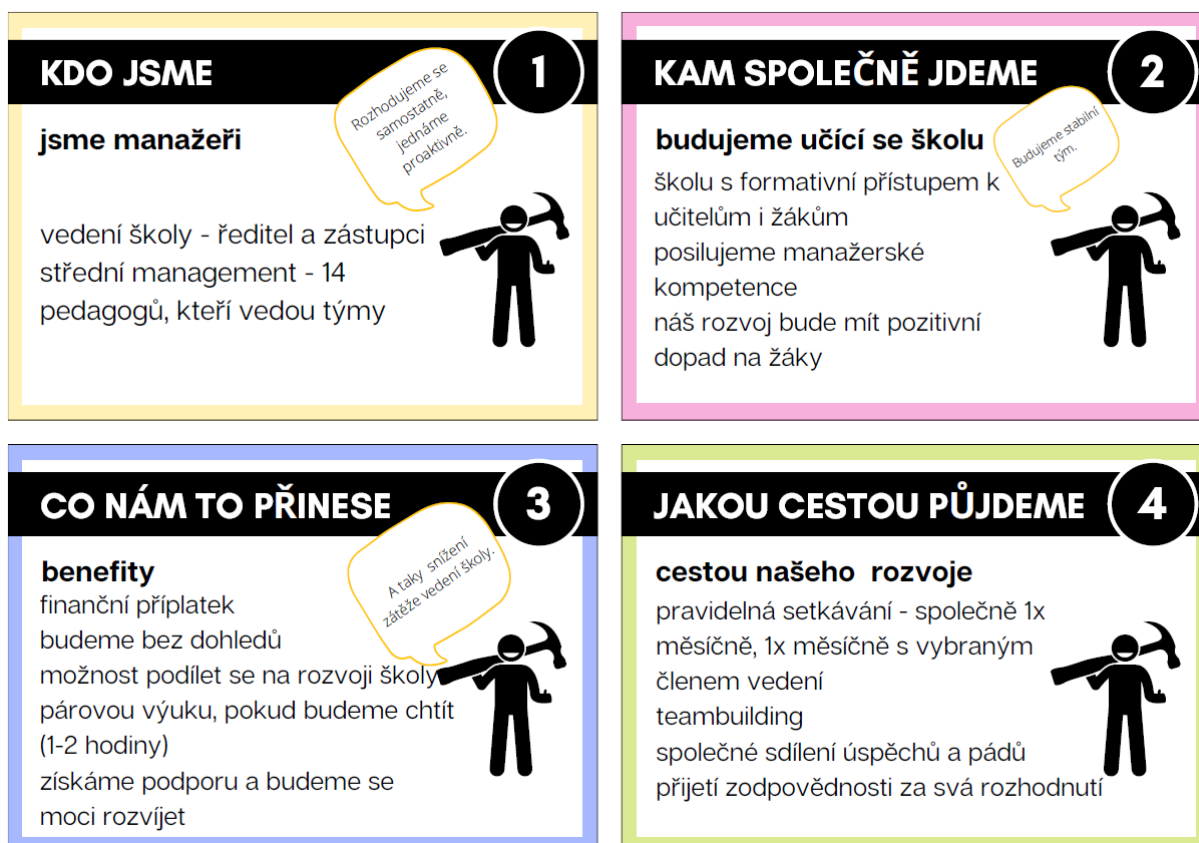 KDO JSME
1
Rozhodujeme se
samostatně,
jednáme
proaktivně.
jsme manažeři
vedení školy - ředitel a zástupci
střední management - 14
pedagogů, kteří vedou týmy
KAM SPOLEČNĚ JDEME
2
Budujeme stabilní
tým.
budujeme učící se školu
školu s formativní přístupem k
učitelům i žákům
posilujeme manažerské
kompetence
náš rozvoj bude mít pozitivní
dopad na žáky
CO NÁM TO PŘINESE
3
A taky snížení
zátěže vedení školy.
benefity
finanční příplatek
budeme bez dohledů
možnost podílet se na rozvoji školy
párovou výuku, pokud budeme chtít
(1-2 hodiny)
získáme podporu a budeme se
moci rozvíjet
JAKOU CESTOU PŮJDEME
4
cestou našeho rozvoje
pravidelná setkávání - společně 1x
měsíčně, 1x měsíčně s vybraným
členem vedení
teambuilding
společné sdílení úspěchů a pádů
přijetí zodpovědnosti za svá rozhodnutí